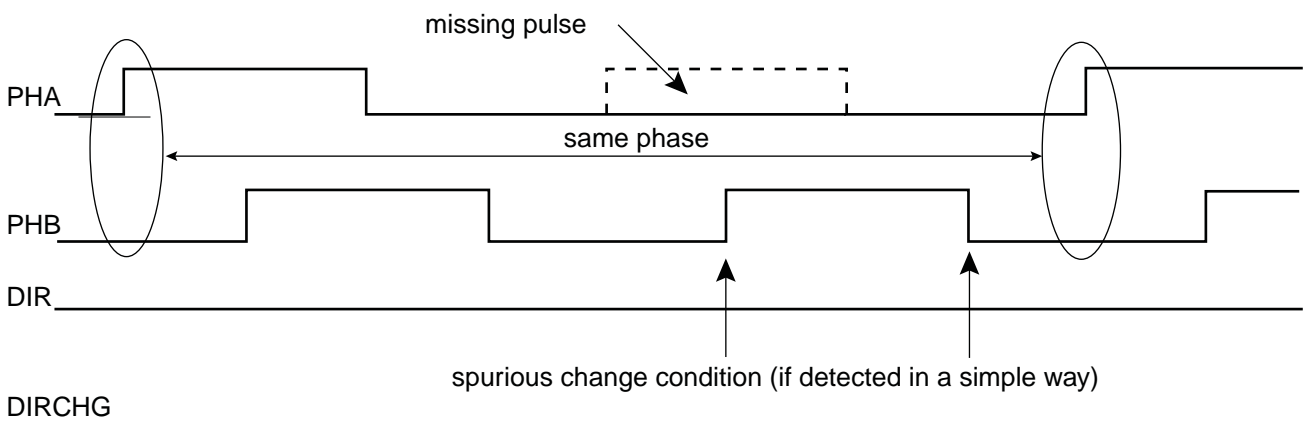 missing pulse
PHA
same phase
PHB
DIR
spurious change condition (if detected in a simple way)
DIRCHG